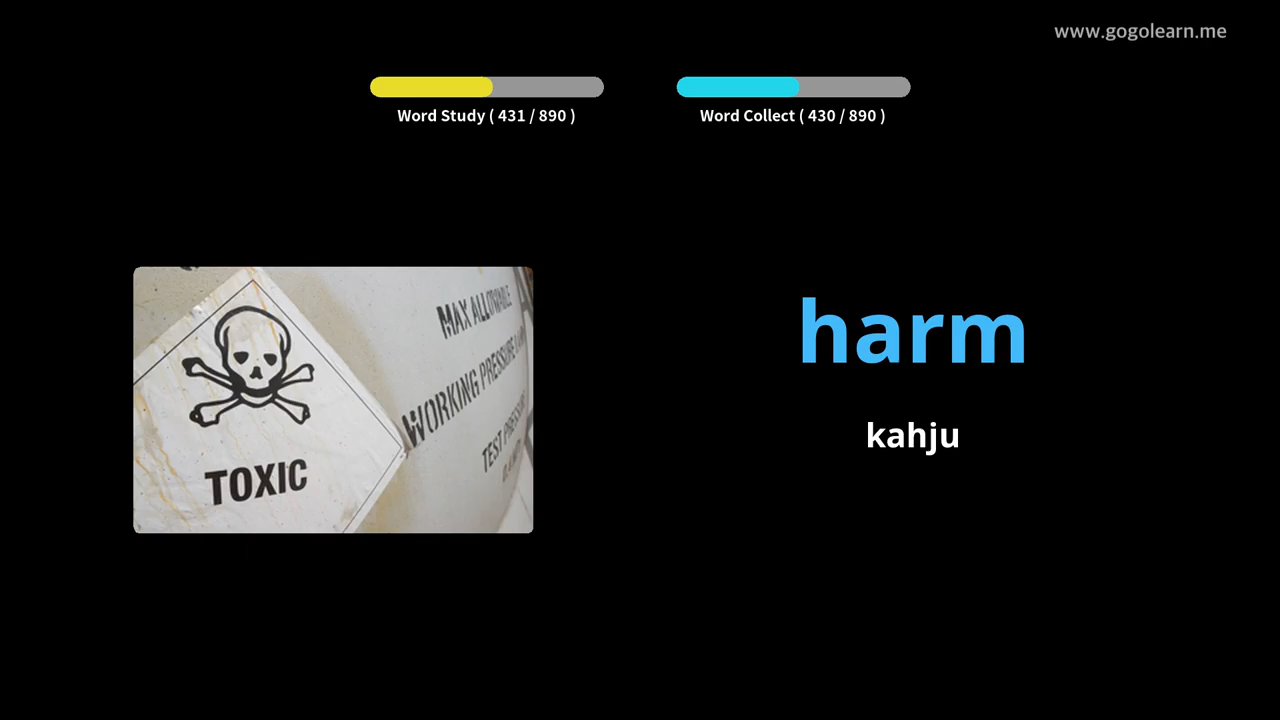 www.gogolearn.me
Word Study ( 431 / 890 )
Word Collect ( 430 / 890 )
MAX ALLOWABLE
WORKING PRESSURE
TEST PRESSURE
TOXIC
harm
kahju